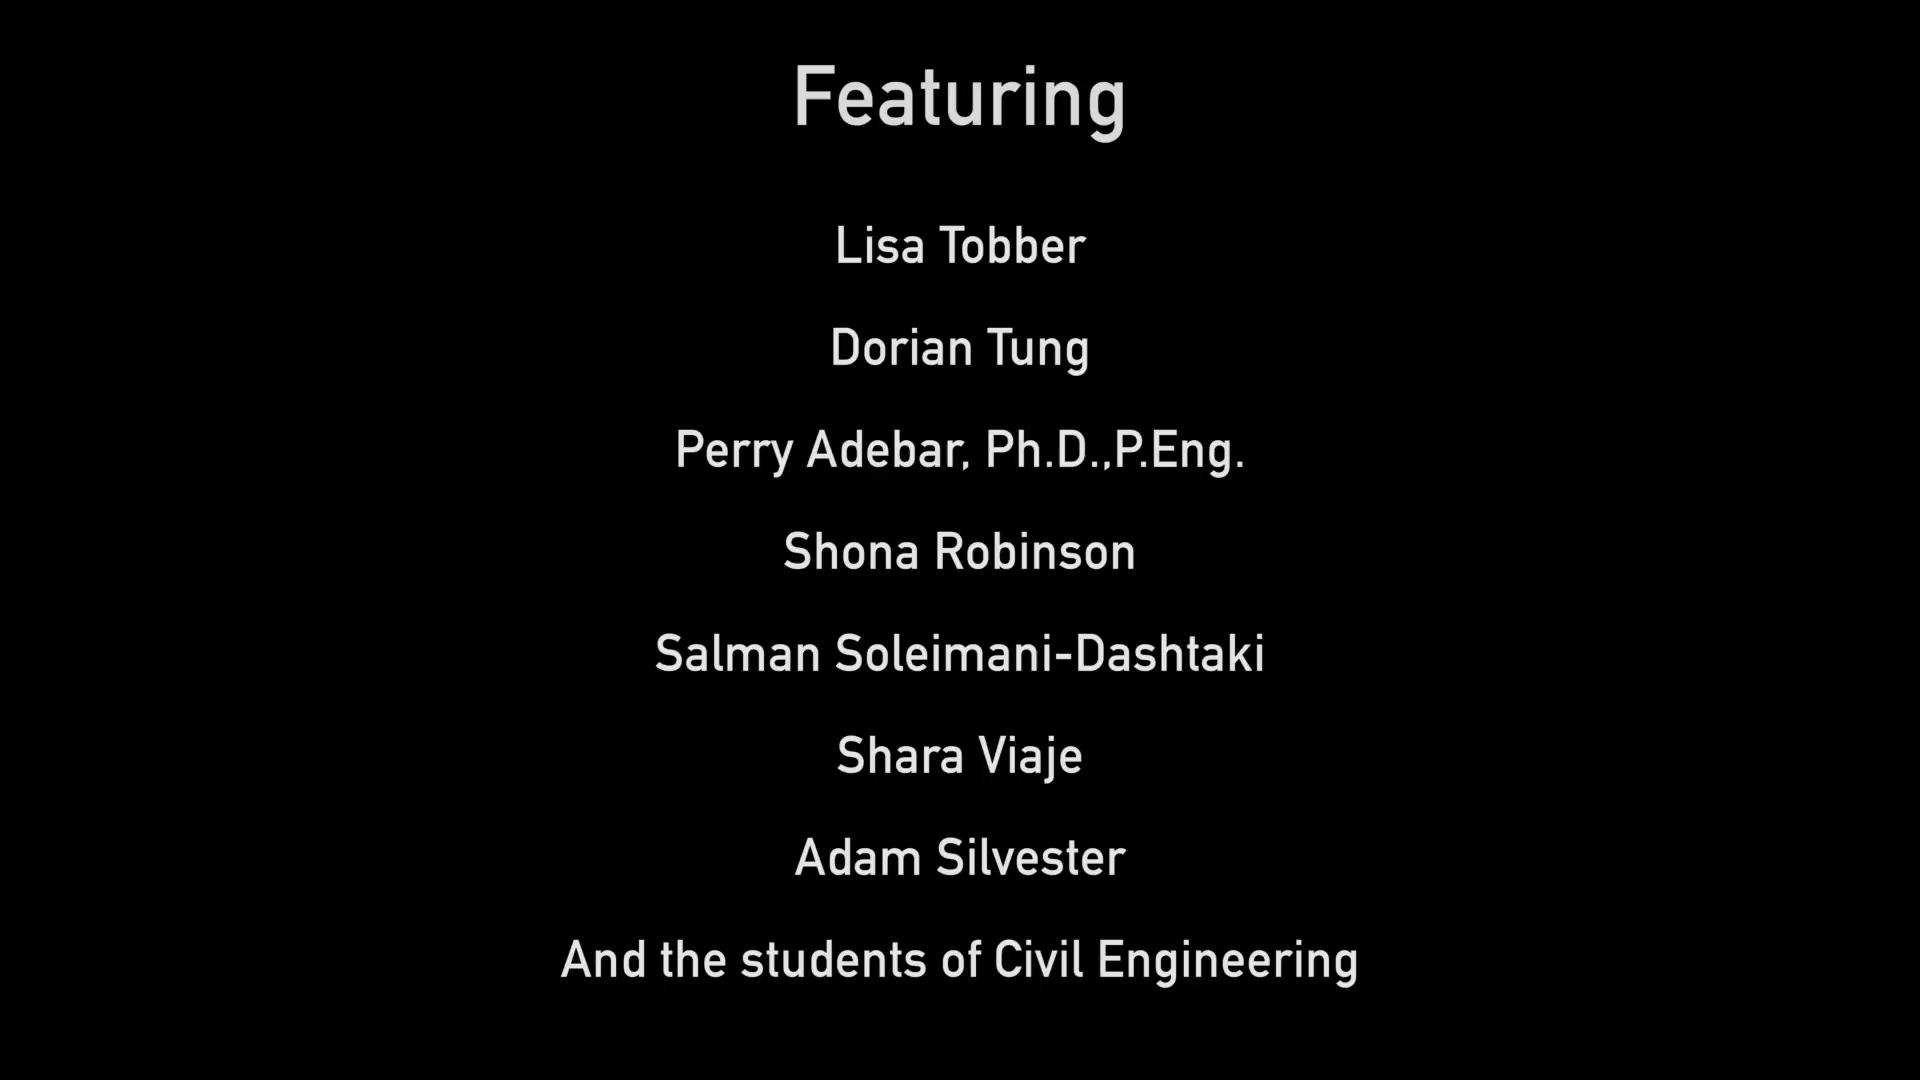 Featuring
Lisa Tobber
Dorian Tung
Perry Adebar, Ph.D.,P.Eng.
Shona Robinson
Salman Soleimani-Dashtaki
Shara Viaje
Adam Silvester
And the students of Civil Engineering